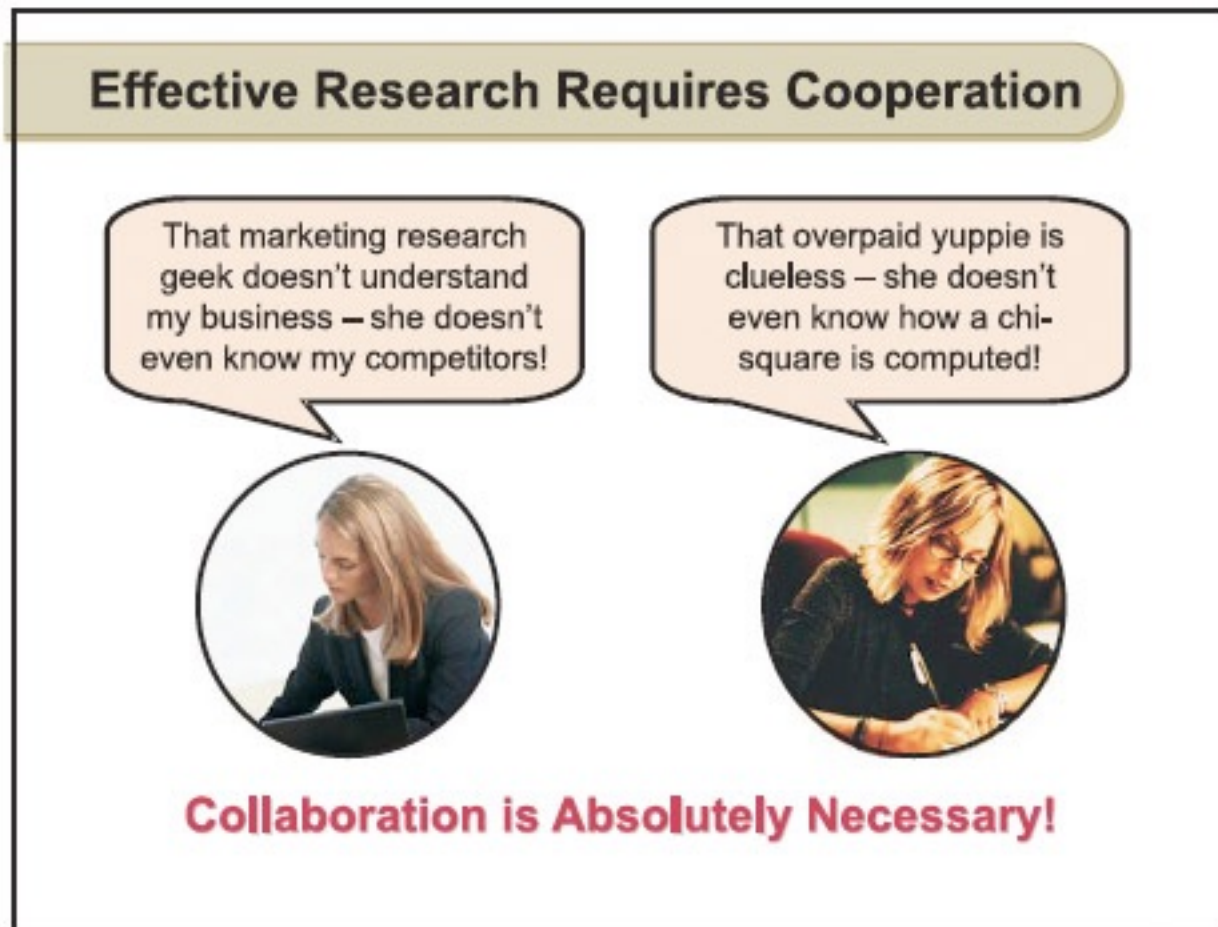 Effective Research Requires Cooperation
That marketing research
geek doesn't understand
my business – she doesn't
even know my competitors!
That overpaid yuppie is
clueless – she doesn't
even know how a chi-
square is computed!
Collaboration is Absolutely Necessary!